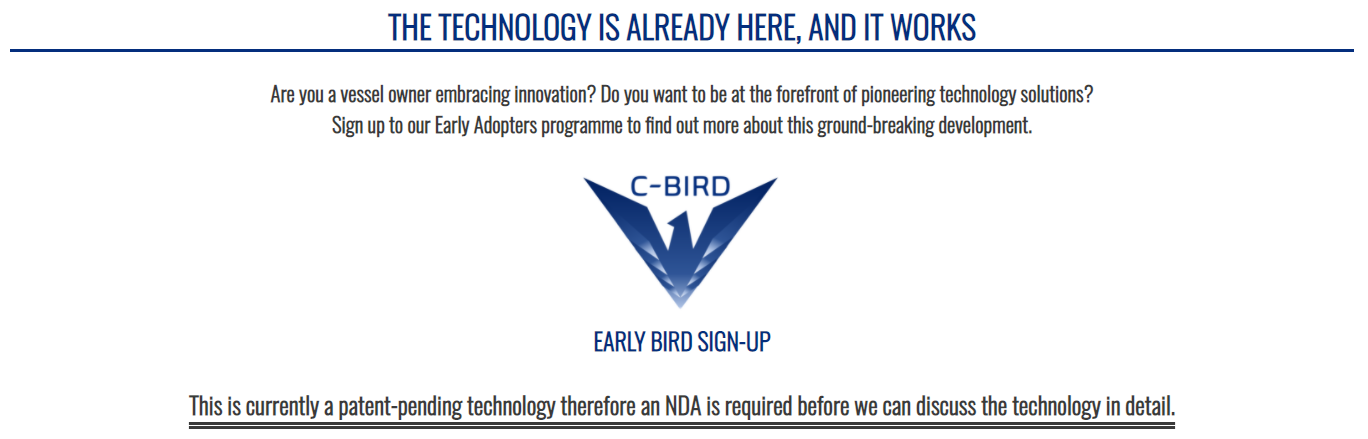 THE TECHNOLOGY IS ALREADY HERE, AND IT WORKS
Are you a vessel owner embracing innovation? Do you want to be at the forefront of pioneering technology solutions?
Sign up to our Early Adopters programme to find out more about this ground-breaking development.
C-BIRD
EARLY BIRD SIGN-UP
This is currently a patent-pending technology therefore an NDA is required before we can discuss the technology in detail.